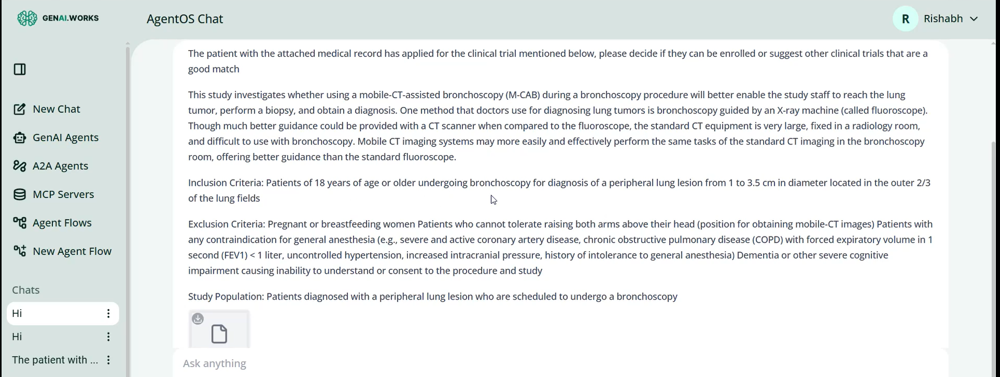 GENAI.WORKS
AgentOS Chat
R
Rishabh
New Chat
GenAI Agents
A2A Agents
MCP Servers
Agent Flows
New Agent Flow
Chats
Hi
Hi
The patient with ...
The patient with the attached medical record has applied for the clinical trial mentioned below, please decide if they can be enrolled or suggest other clinical trials that are a
good match
This study investigates whether using a mobile-CT-assisted bronchoscopy (M-CAB) during a bronchoscopy procedure will better enable the study staff to reach the lung
tumor, perform a biopsy, and obtain a diagnosis. One method that doctors use for diagnosing lung tumors is bronchoscopy guided by an X-ray machine (called fluoroscope).
Though much better guidance could be provided with a CT scanner when compared to the fluoroscope, the standard CT equipment is very large, fixed in a radiology room,
and difficult to use with bronchoscopy. Mobile CT imaging systems may more easily and effectively perform the same tasks of the standard CT imaging in the bronchoscopy
room, offering better guidance than the standard fluoroscope.
Inclusion Criteria: Patients of 18 years of age or older undergoing bronchoscopy for diagnosis of a peripheral lung lesion from 1 to 3.5 cm in diameter located in the outer 2/3
of the lung fields
Exclusion Criteria: Pregnant or breastfeeding women Patients who cannot tolerate raising both arms above their head (position for obtaining mobile-CT images) Patients with
any contraindication for general anesthesia (e.g., severe and active coronary artery disease, chronic obstructive pulmonary disease (COPD) with forced expiratory volume in 1
second (FEV1) < 1 liter, uncontrolled hypertension, increased intracranial pressure, history of intolerance to general anesthesia) Dementia or other severe cognitive
impairment causing inability to understand or consent to the procedure and study
Study Population: Patients diagnosed with a peripheral lung lesion who are scheduled to undergo a bronchoscopy
Ask anything